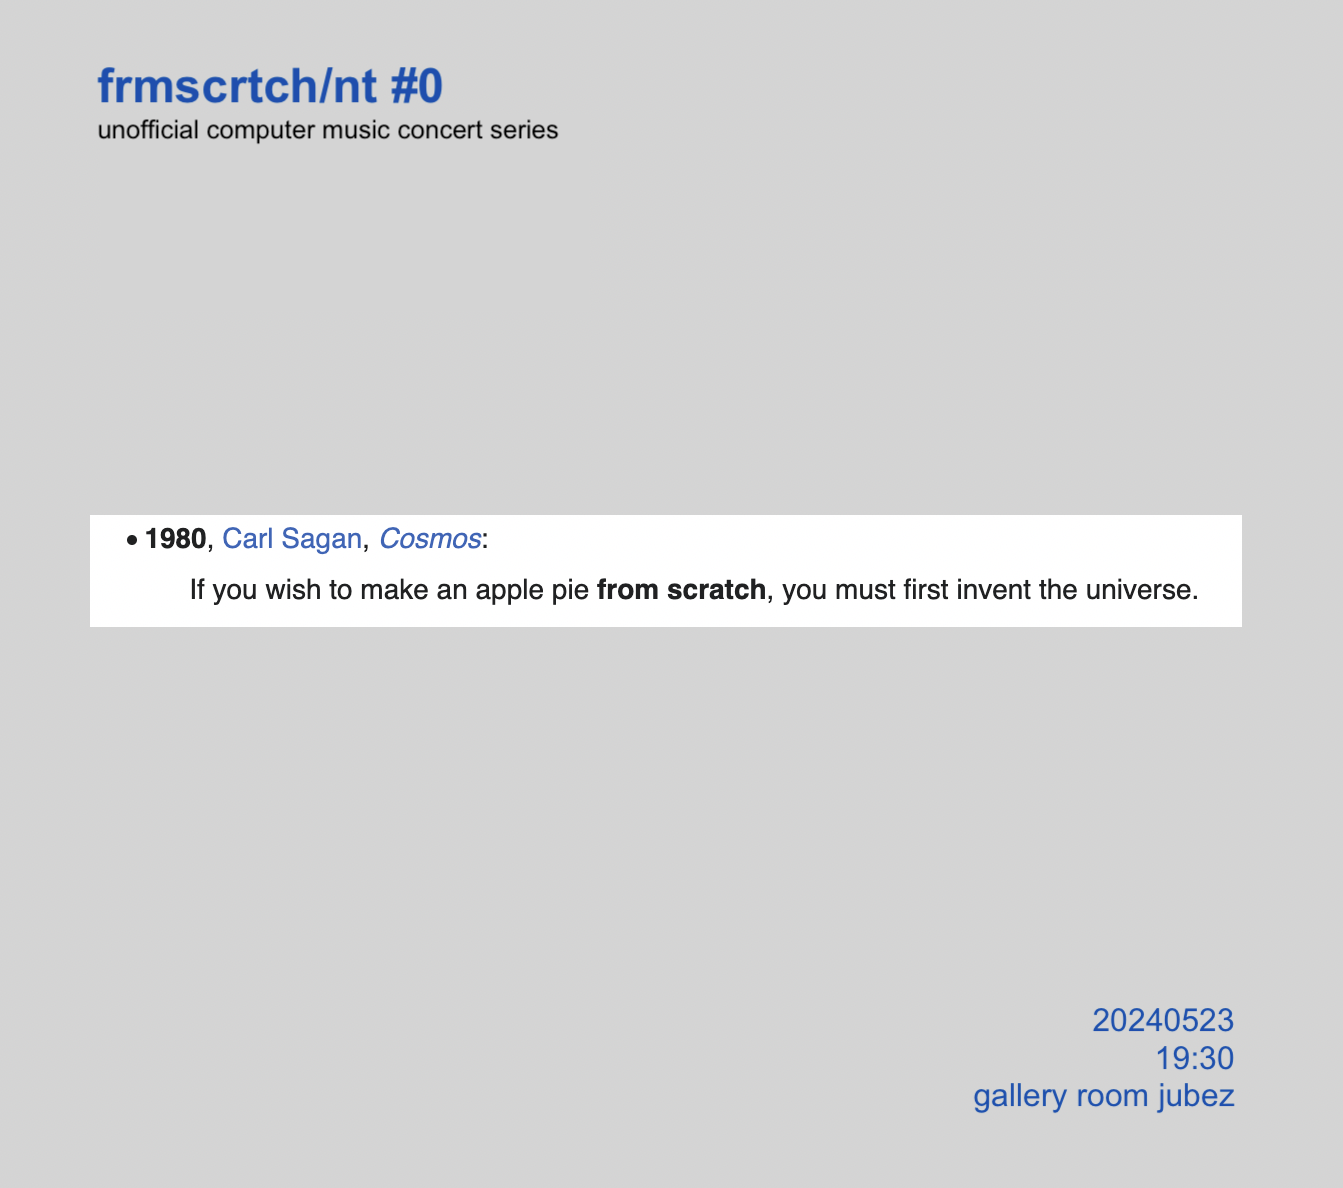 frmscrtch/nt #0
unofficial computer music concert series
• 1980, Carl Sagan, Cosmos:
If you wish to make an apple pie from scratch, you must first invent the universe.
20240523
19:30
gallery room jubez